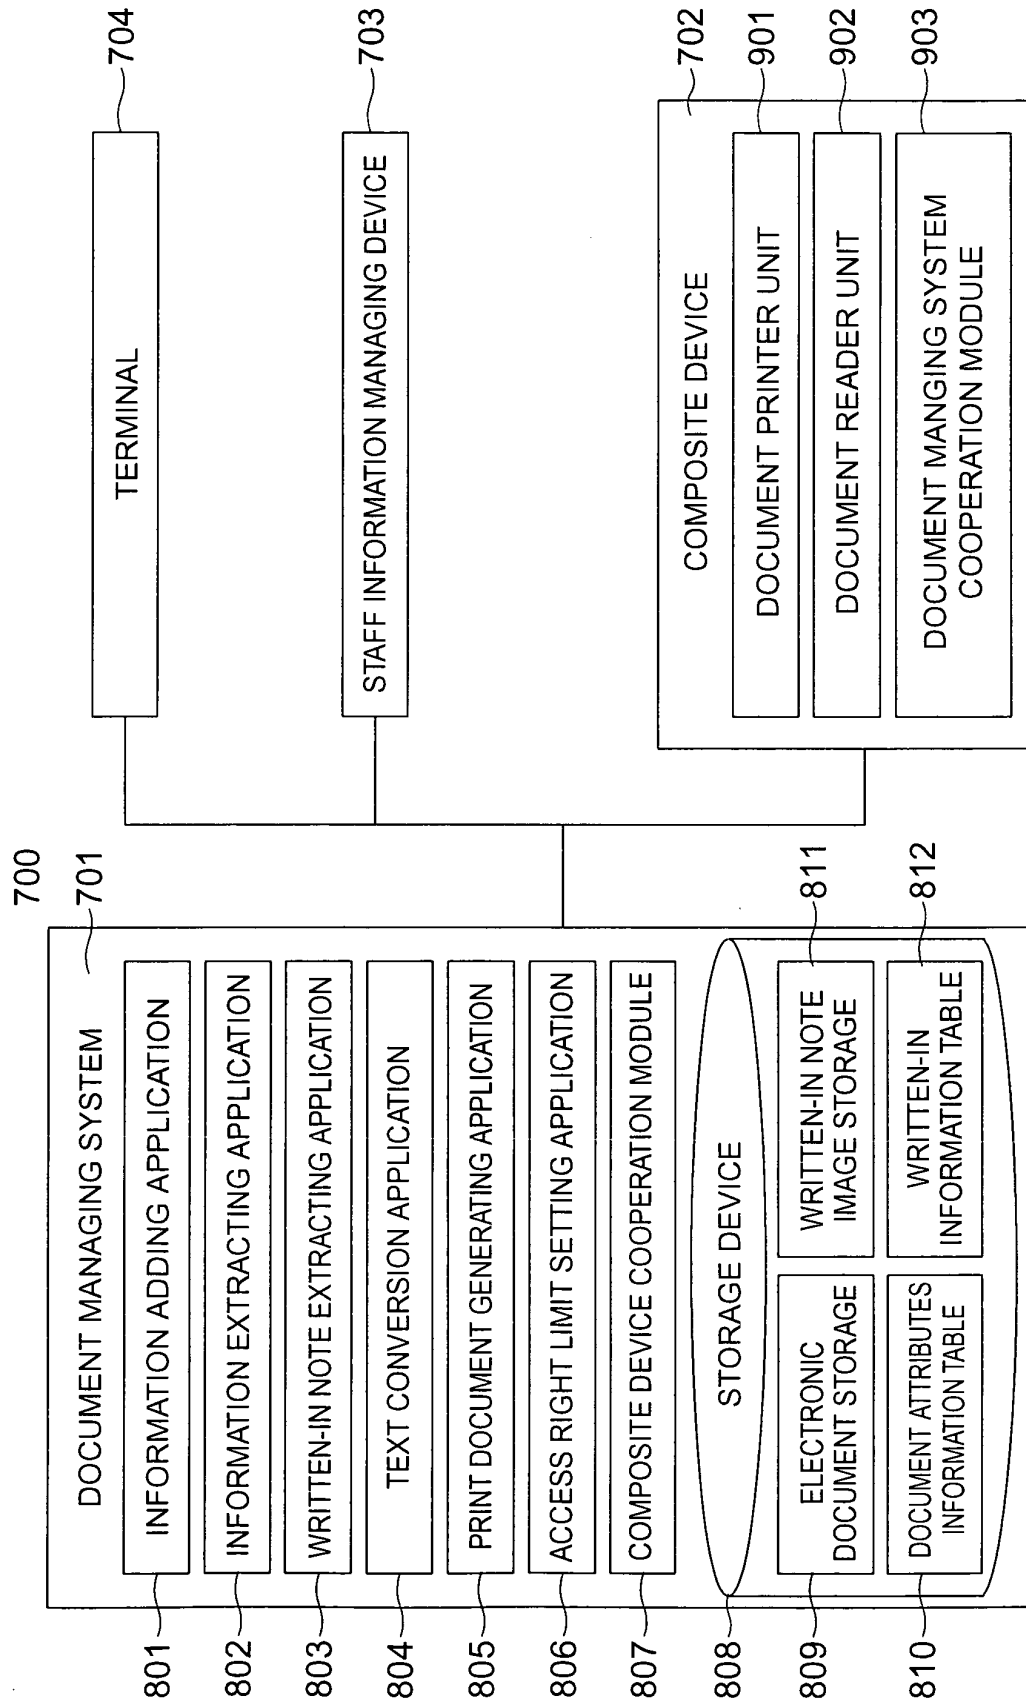 700
701
DOCUMENT MANAGING SYSTEM
801
INFORMATION ADDING APPLICATION
802
INFORMATION EXTRACTING APPLICATION
803
WRITTEN-IN NOTE EXTRACTING APPLICATION
804
TEXT CONVERSION APPLICATION
805
PRINT DOCUMENT GENERATING APPLICATION
806
ACCESS RIGHT LIMIT SETTING APPLICATION
807
COMPOSITE DEVICE COOPERATION MODULE
808
STORAGE DEVICE
809
ELECTRONIC
DOCUMENT STORAGE
WRITTEN-IN NOTE
IMAGE STORAGE
811
810
DOCUMENT ATTRIBUTES
INFORMATION TABLE
WRITTEN-IN
INFORMATION TABLE
812
TERMINAL
704
STAFF INFORMATION MANAGING DEVICE
703
COMPOSITE DEVICE
702
DOCUMENT PRINTER UNIT
901
DOCUMENT READER UNIT
902
DOCUMENT MANGING SYSTEM
COOPERATION MODULE
903